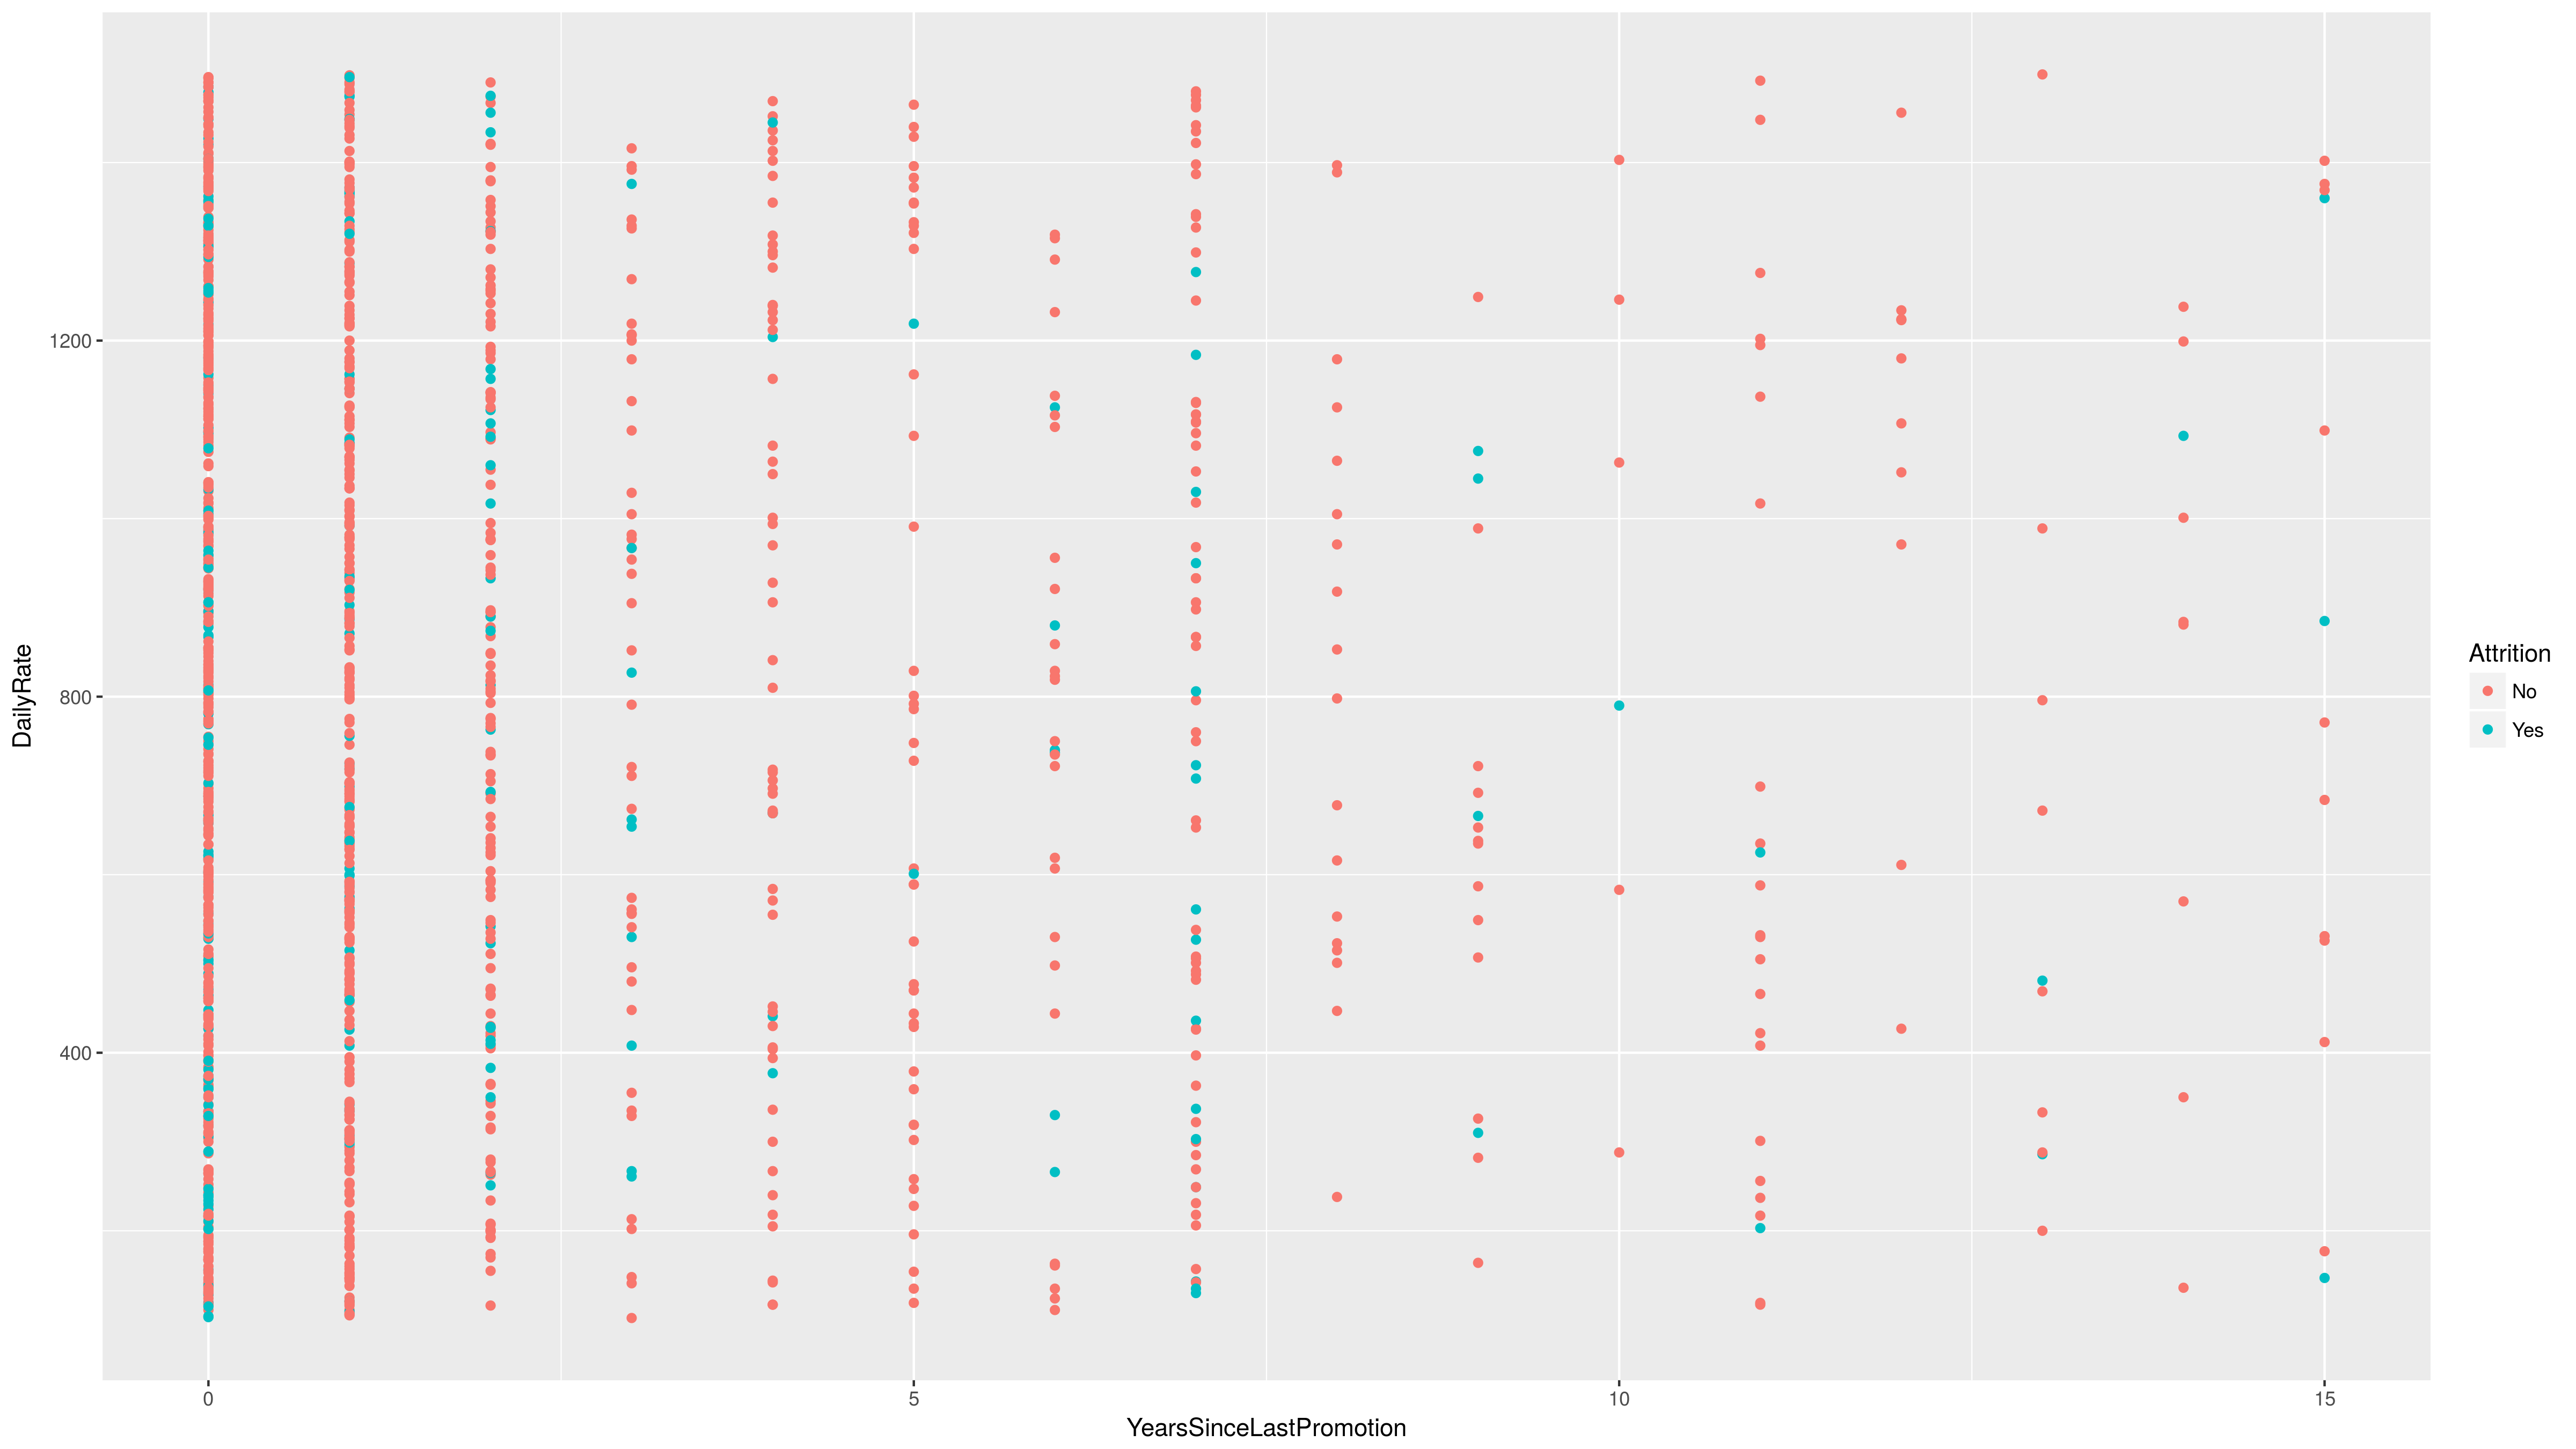 1200
800
400
DailyRate
0 5 10 15
YearsSinceLastPromotion
Attrition
No
Yes